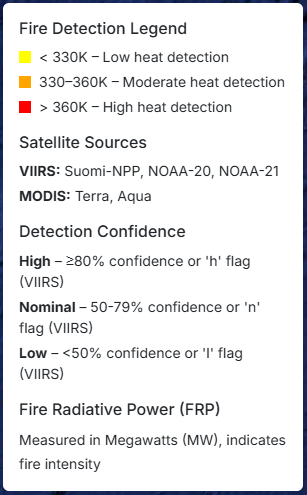 Fire Detection Legend
< 330K – Low heat detection
330–360K – Moderate heat detection
> 360K – High heat detection
Satellite Sources
VIIRS: Suomi-NPP, NOAA-20, NOAA-21
MODIS: Terra, Aqua
Detection Confidence
High – ≥80% confidence or 'h' flag
(VIIRS)
Nominal – 50-79% confidence or 'n'
flag (VIIRS)
Low – <50% confidence or 'l' flag
(VIIRS)
Fire Radiative Power (FRP)
Measured in Megawatts (MW), indicates
fire intensity